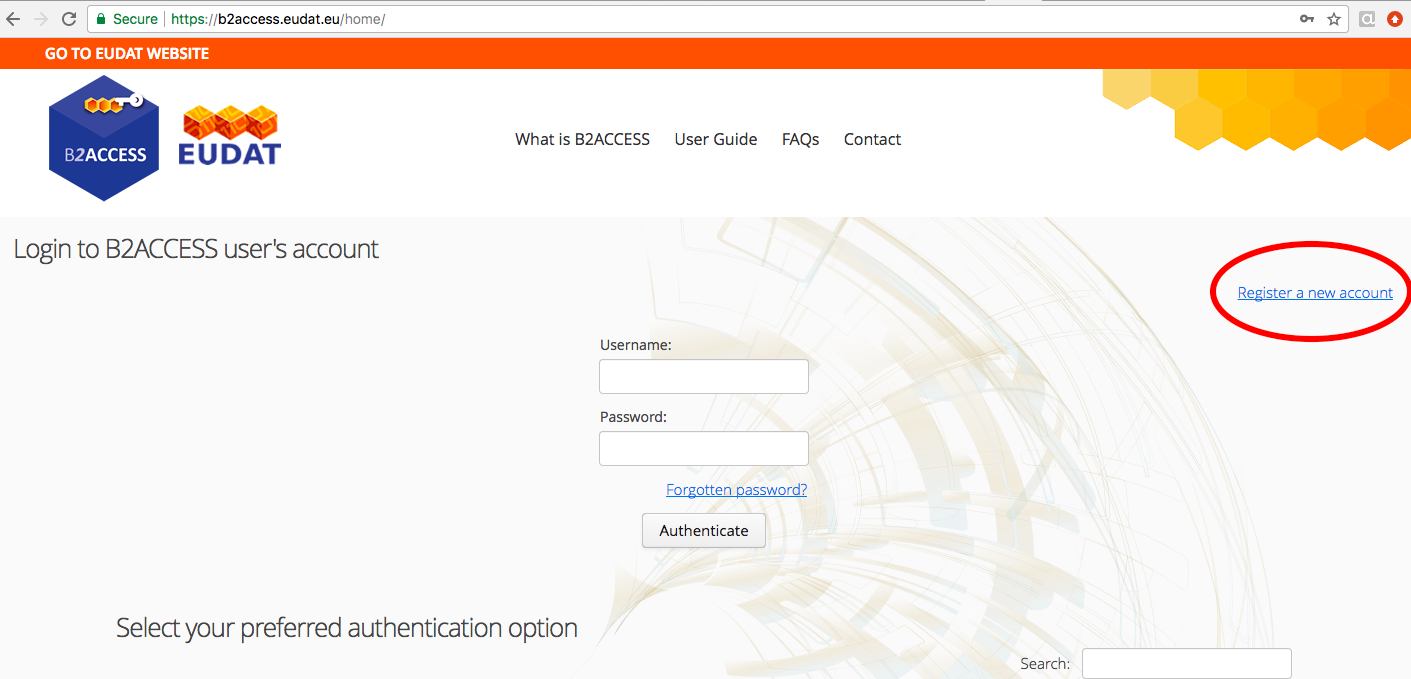 Secure https://b2access.eudat.eu/home/
GO TO EUDAT WEBSITE
B2ACCESS
EUDAT
What is B2ACCESS User Guide FAQs Contact
Login to B2ACCESS user's account
Register a new account
Username:
Password:
Forgotten password?
Authenticate
Select your preferred authentication option
Search: